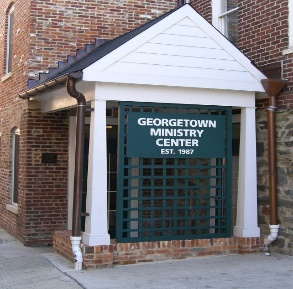 GEORGETOWN
MINISTRY
CENTER
EST. 1987